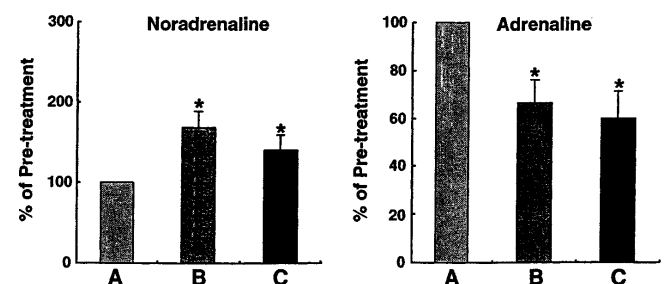 Noradrenaline
% of Pre-treatment
300
200
100
0
*
*
A
B
C
Adrenaline
% of Pre-treatment
100
80
60
40
20
0
*
*
A
B
C